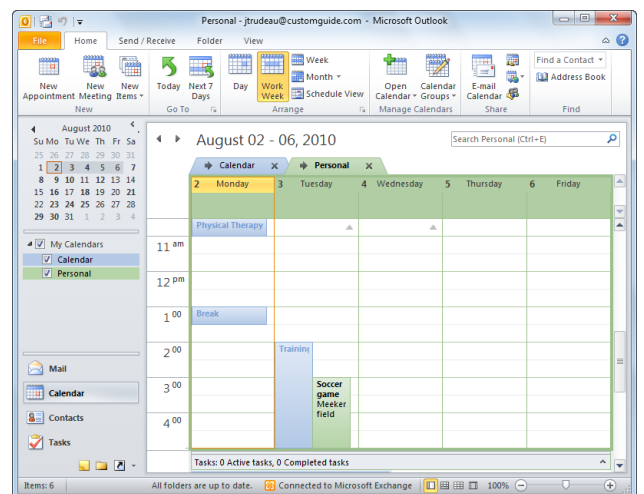 Personal - jtrudeau@customguide.com - Microsoft Outlook
File Home Send / Receive Folder View
New Appointment
New Meeting
New Items
New
Today
Next 7 Days
Go To
Day
Work Week
Week
Month
Schedule View
Arrange
Open Calendar
Calendar Groups
Manage Calendars
E-mail Calendar
Share
Find a Contact
Address Book
Find
August 2010
Su Mo Tu We Th Fr Sa
25 26 27 28 29 30 31
1 2 3 4 5 6 7
8 9 10 11 12 13 14
15 16 17 18 19 20 21
22 23 24 25 26 27 28
29 30 31 1 2 3 4
My Calendars
Calendar
Personal
Mail
Calendar
Contacts
Tasks
August 02 - 06, 2010
Search Personal (Ctrl+E)
Calendar x
Personal x
2 Monday 3 Tuesday 4 Wednesday 5 Thursday 6 Friday
Physical Therapy
11 am
12 pm
1 00
Break
2 00
Training
3 00
Soccer
game
Meeker
field
4 00
Tasks: 0 Active tasks, 0 Completed tasks
Items: 6 All folders are up to date. Connected to Microsoft Exchange 100%